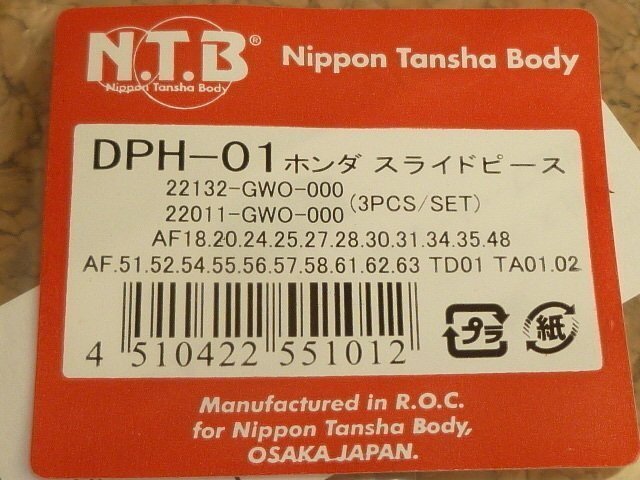 N.T.B® Nippon Tansha Body
Nippon Tansha Body
DPH-01 ホンダ スライドピース
22132-GWO-000
22011-GWO-000 (3PCS/SET)
AF18.20.24.25.27.28.30.31.34.35.48
AF.51.52.54.55.56.57.58.61.62.63 TD01 TA01.02
4 510422 551012
プラ 紙
Manufactured in R.O.C.
for Nippon Tansha Body,
OSAKA JAPAN.